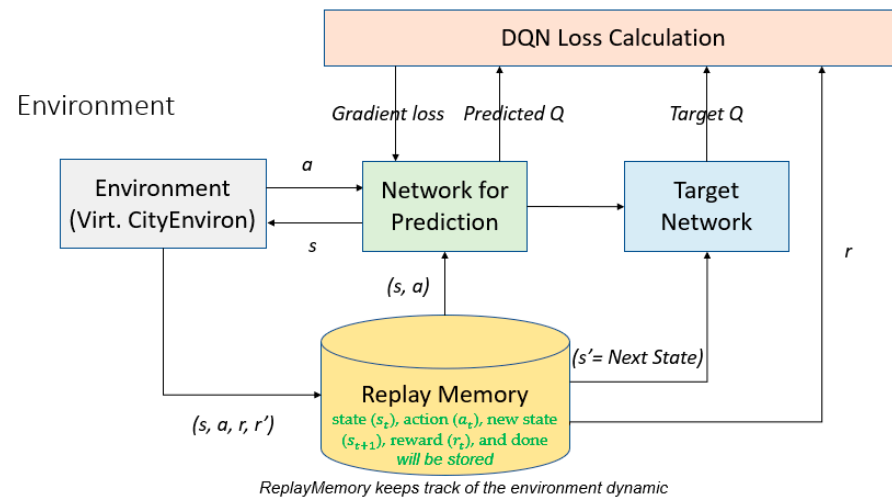 DQN Loss Calculation
Environment
Gradient loss
Predicted Q
Target Q
Environment
(Virt. CityEnviron)
a
s
Network for
Prediction
Target
Network
r
(s, a)
(s’= Next State)
(s, a, r, r’)
Replay Memory
state (sₜ), action (aₜ), new state
(sₜ₊₁), reward (rₜ), and done
will be stored
ReplayMemory keeps track of the environment dynamic